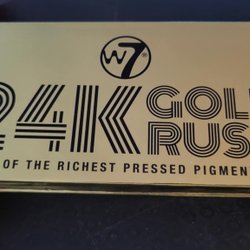 W7
24K GOL
RUS
OF THE RICHEST PRESSED PIGMEN